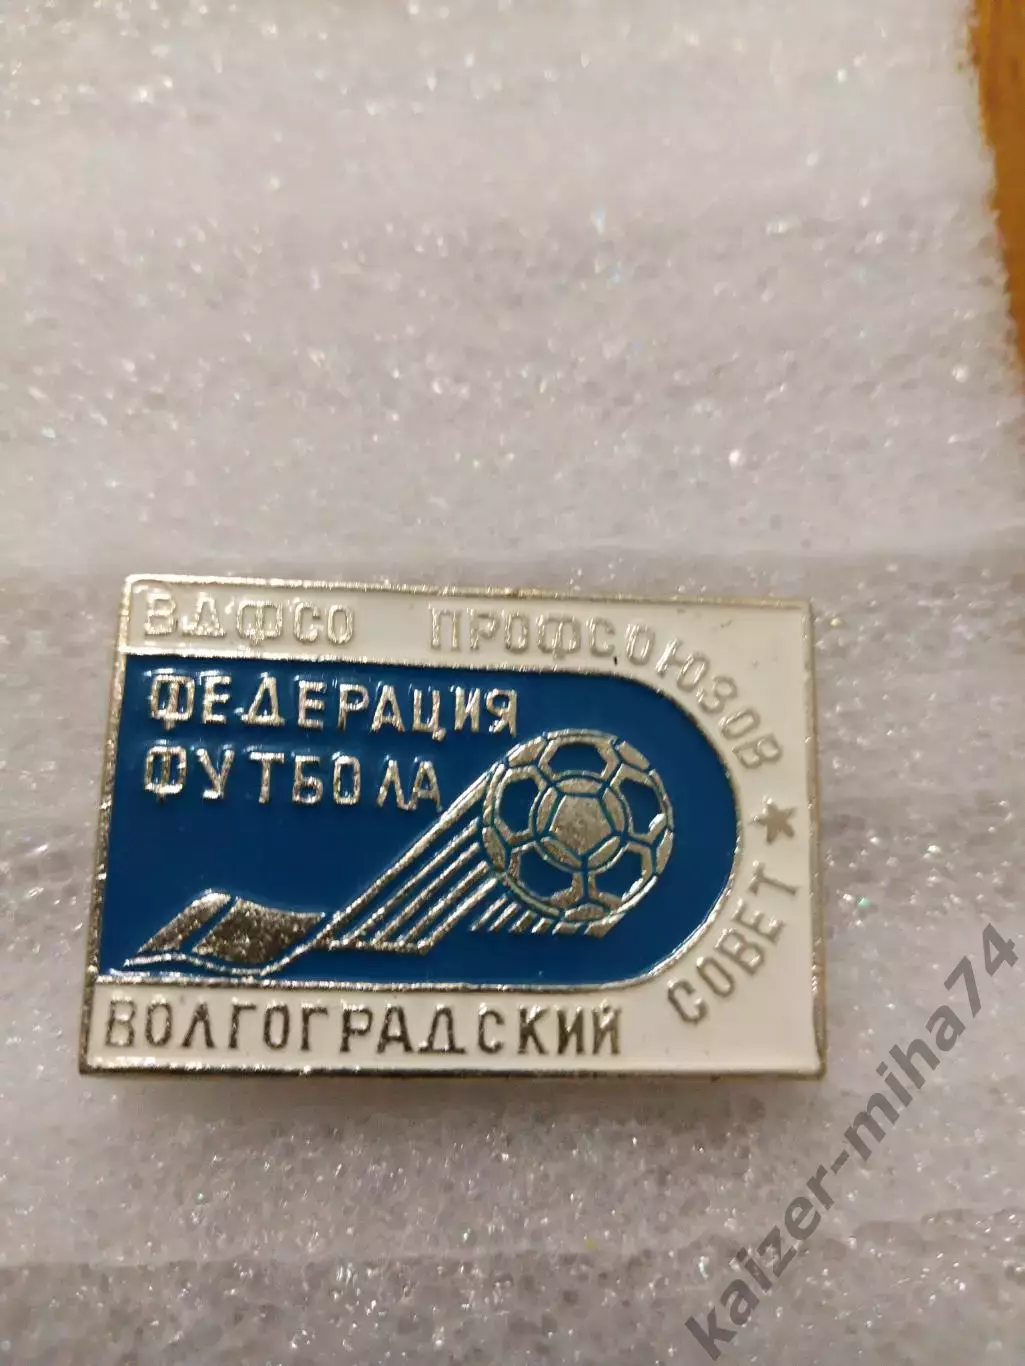 ВДФСО ПРОФСОЮЗОВ
ФЕДЕРАЦИЯ
ФУТБОЛА
ВОЛГОГРАДСКИЙ СОВЕТ
kaizer-miha74